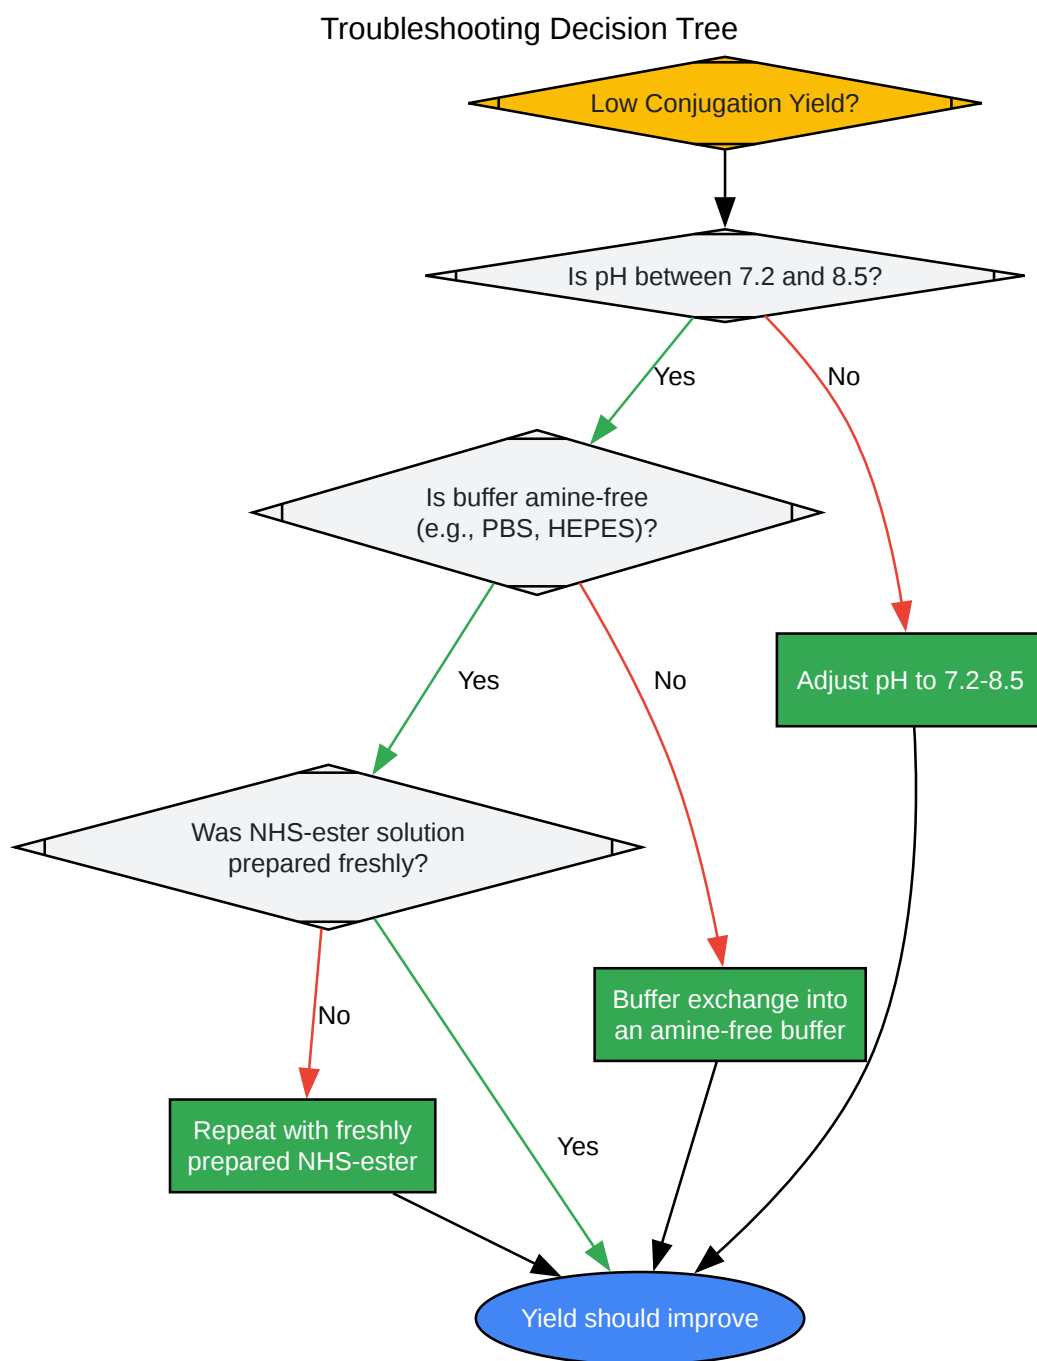 Troubleshooting Decision Tree
Low Conjugation Yield?
Is pH between 7.2 and 8.5?
Yes
No
Is buffer amine-free
(e.g., PBS, HEPES)?
Yes
No
Adjust pH to 7.2-8.5
Was NHS-ester solution
prepared freshly?
No
Buffer exchange into
an amine-free buffer
Repeat with freshly
prepared NHS-ester
Yes
Yield should improve